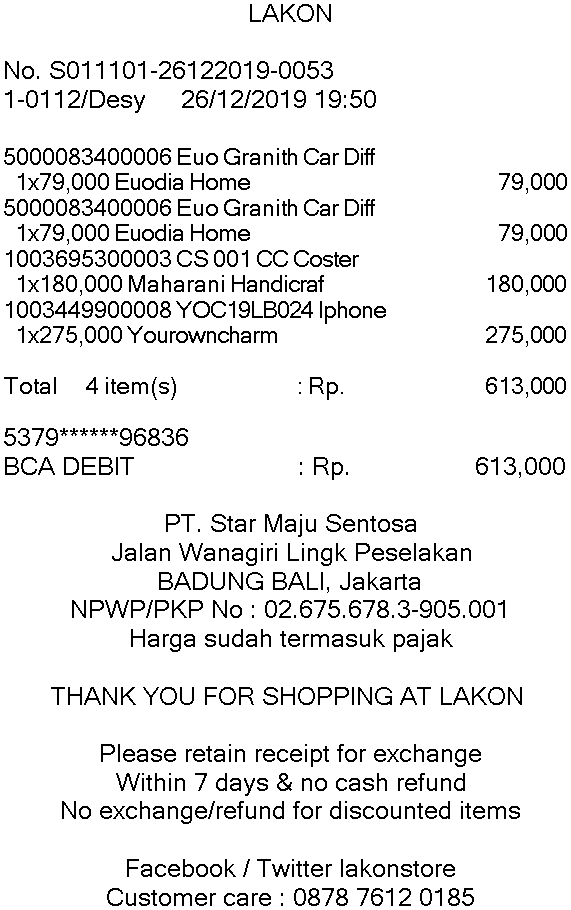 LAKON
No. S011101-26122019-0053
1-0112/Desy 26/12/2019 19:50
5000083400006 Euo Granith Car Diff
1x79,000 Euodia Home 79,000
5000083400006 Euo Granith Car Diff
1x79,000 Euodia Home 79,000
1003695300003 CS 001 CC Coster
1x180,000 Maharani Handicraf 180,000
1003449900008 YOC19LB024 Iphone
1x275,000 Yourowncharm 275,000
Total 4 item(s) : Rp. 613,000
5379******96836
BCA DEBIT : Rp. 613,000
PT. Star Maju Sentosa
Jalan Wanagiri Lingk Peselakan
BADUNG BALI, Jakarta
NPWP/PKP No : 02.675.678.3-905.001
Harga sudah termasuk pajak
THANK YOU FOR SHOPPING AT LAKON
Please retain receipt for exchange
Within 7 days & no cash refund
No exchange/refund for discounted items
Facebook / Twitter lakonstore
Customer care : 0878 7612 0185